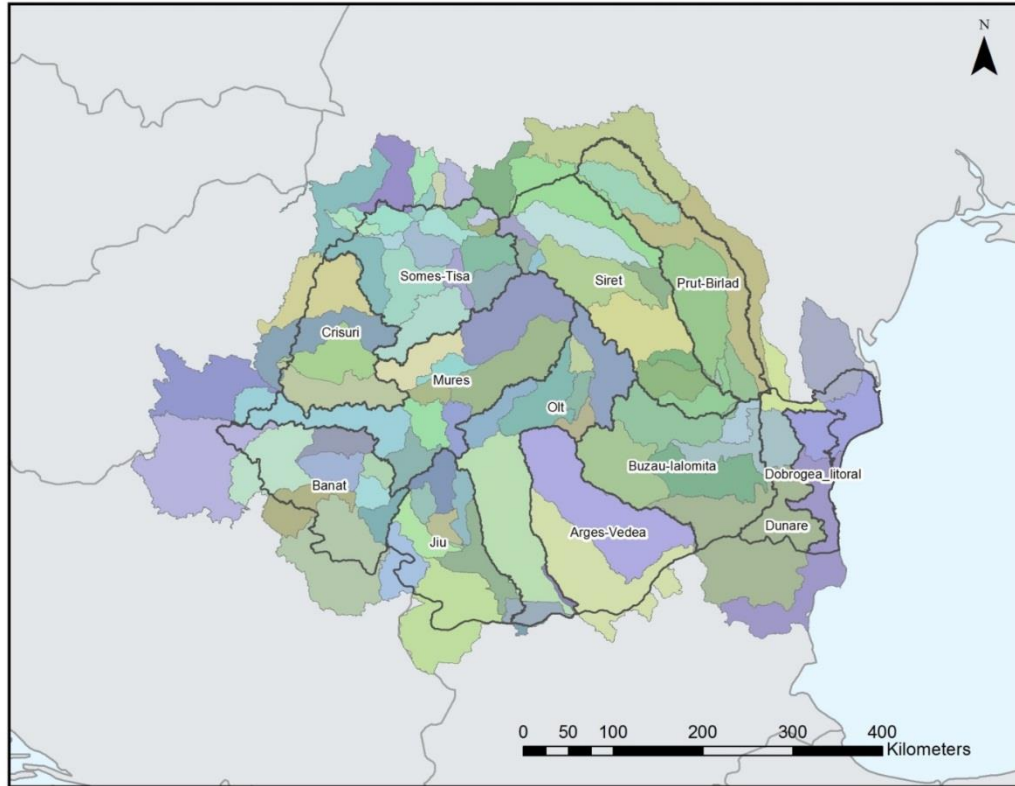 N
Somes-Tisa
Siret
Prut-Birlad
Crisuri
Mures
Olt
Buzau-Ialomita
Dobrogea_litoral
Banat
Dunare
Arges-Vedea
Jiu
0 50 100 200 300 400
Kilometers